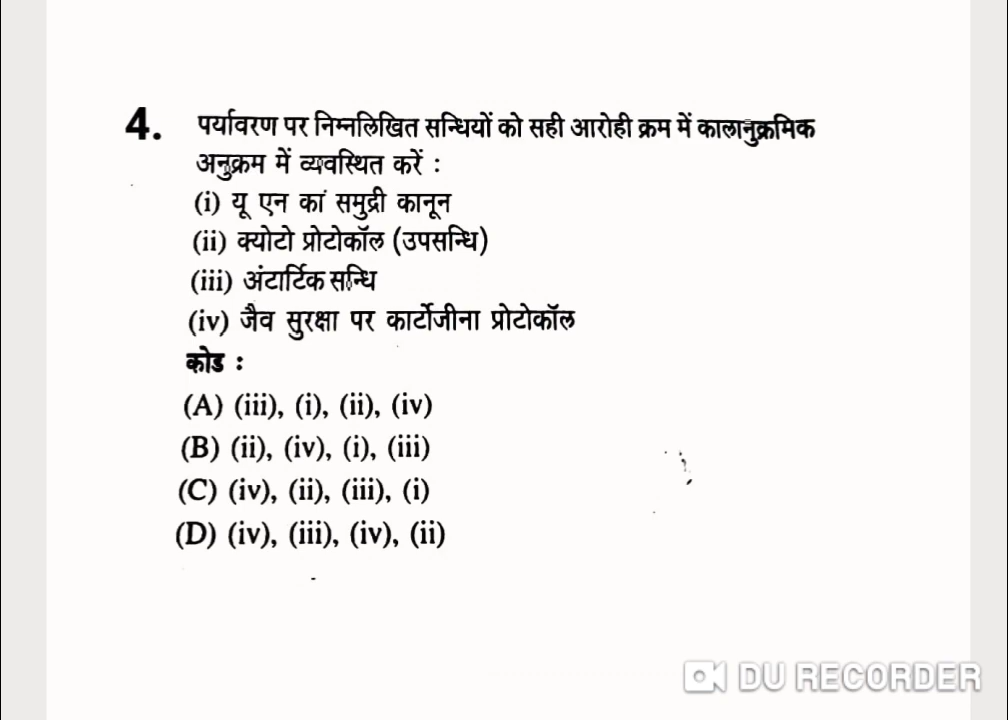 4. पर्यावरण पर निम्नलिखित सन्धियों को सही आरोही क्रम में कालानुक्रमिक
अनुक्रम में व्यवस्थित करें :
(i) यू एन कां समुद्री कानून
(ii) क्योटो प्रोटोकॉल (उपसन्धि)
(iii) अंटार्टिक सन्धि
(iv) जैव सुरक्षा पर कार्टोजीना प्रोटोकॉल
कोड :
(A) (iii), (i), (ii), (iv)
(B) (ii), (iv), (i), (iii)
(C) (iv), (ii), (iii), (i)
(D) (iv), (iii), (iv), (ii)
DU RECORDER